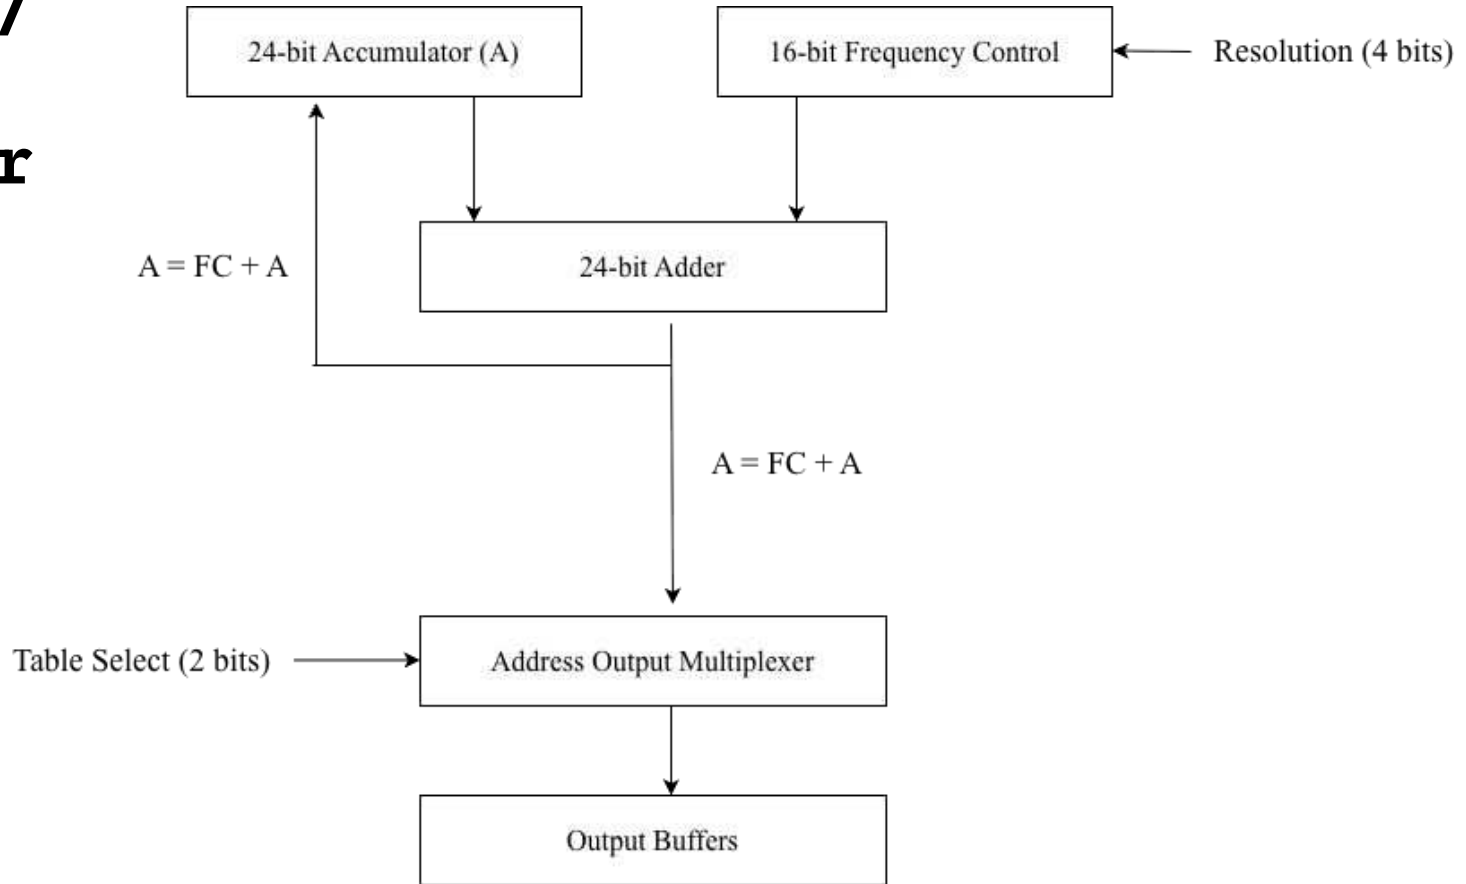 /
r
24-bit Accumulator (A)
16-bit Frequency Control
Resolution (4 bits)
A = FC + A
24-bit Adder
A = FC + A
Table Select (2 bits)
Address Output Multiplexer
Output Buffers